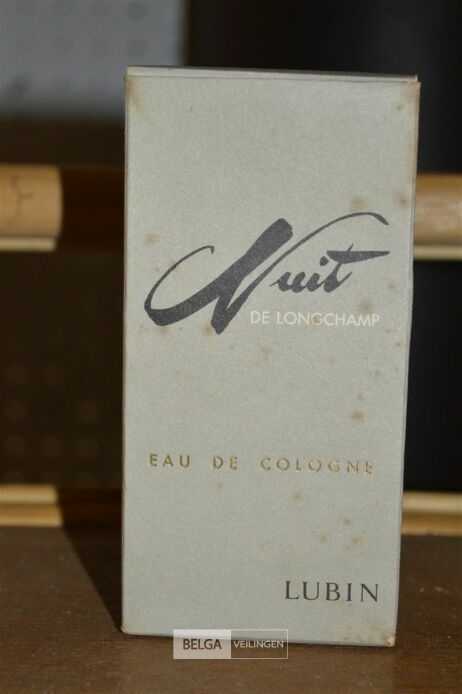 Nuit
DE LONGCHAMP
EAU DE COLOGNE
LUBIN
BELGA VEILINGEN